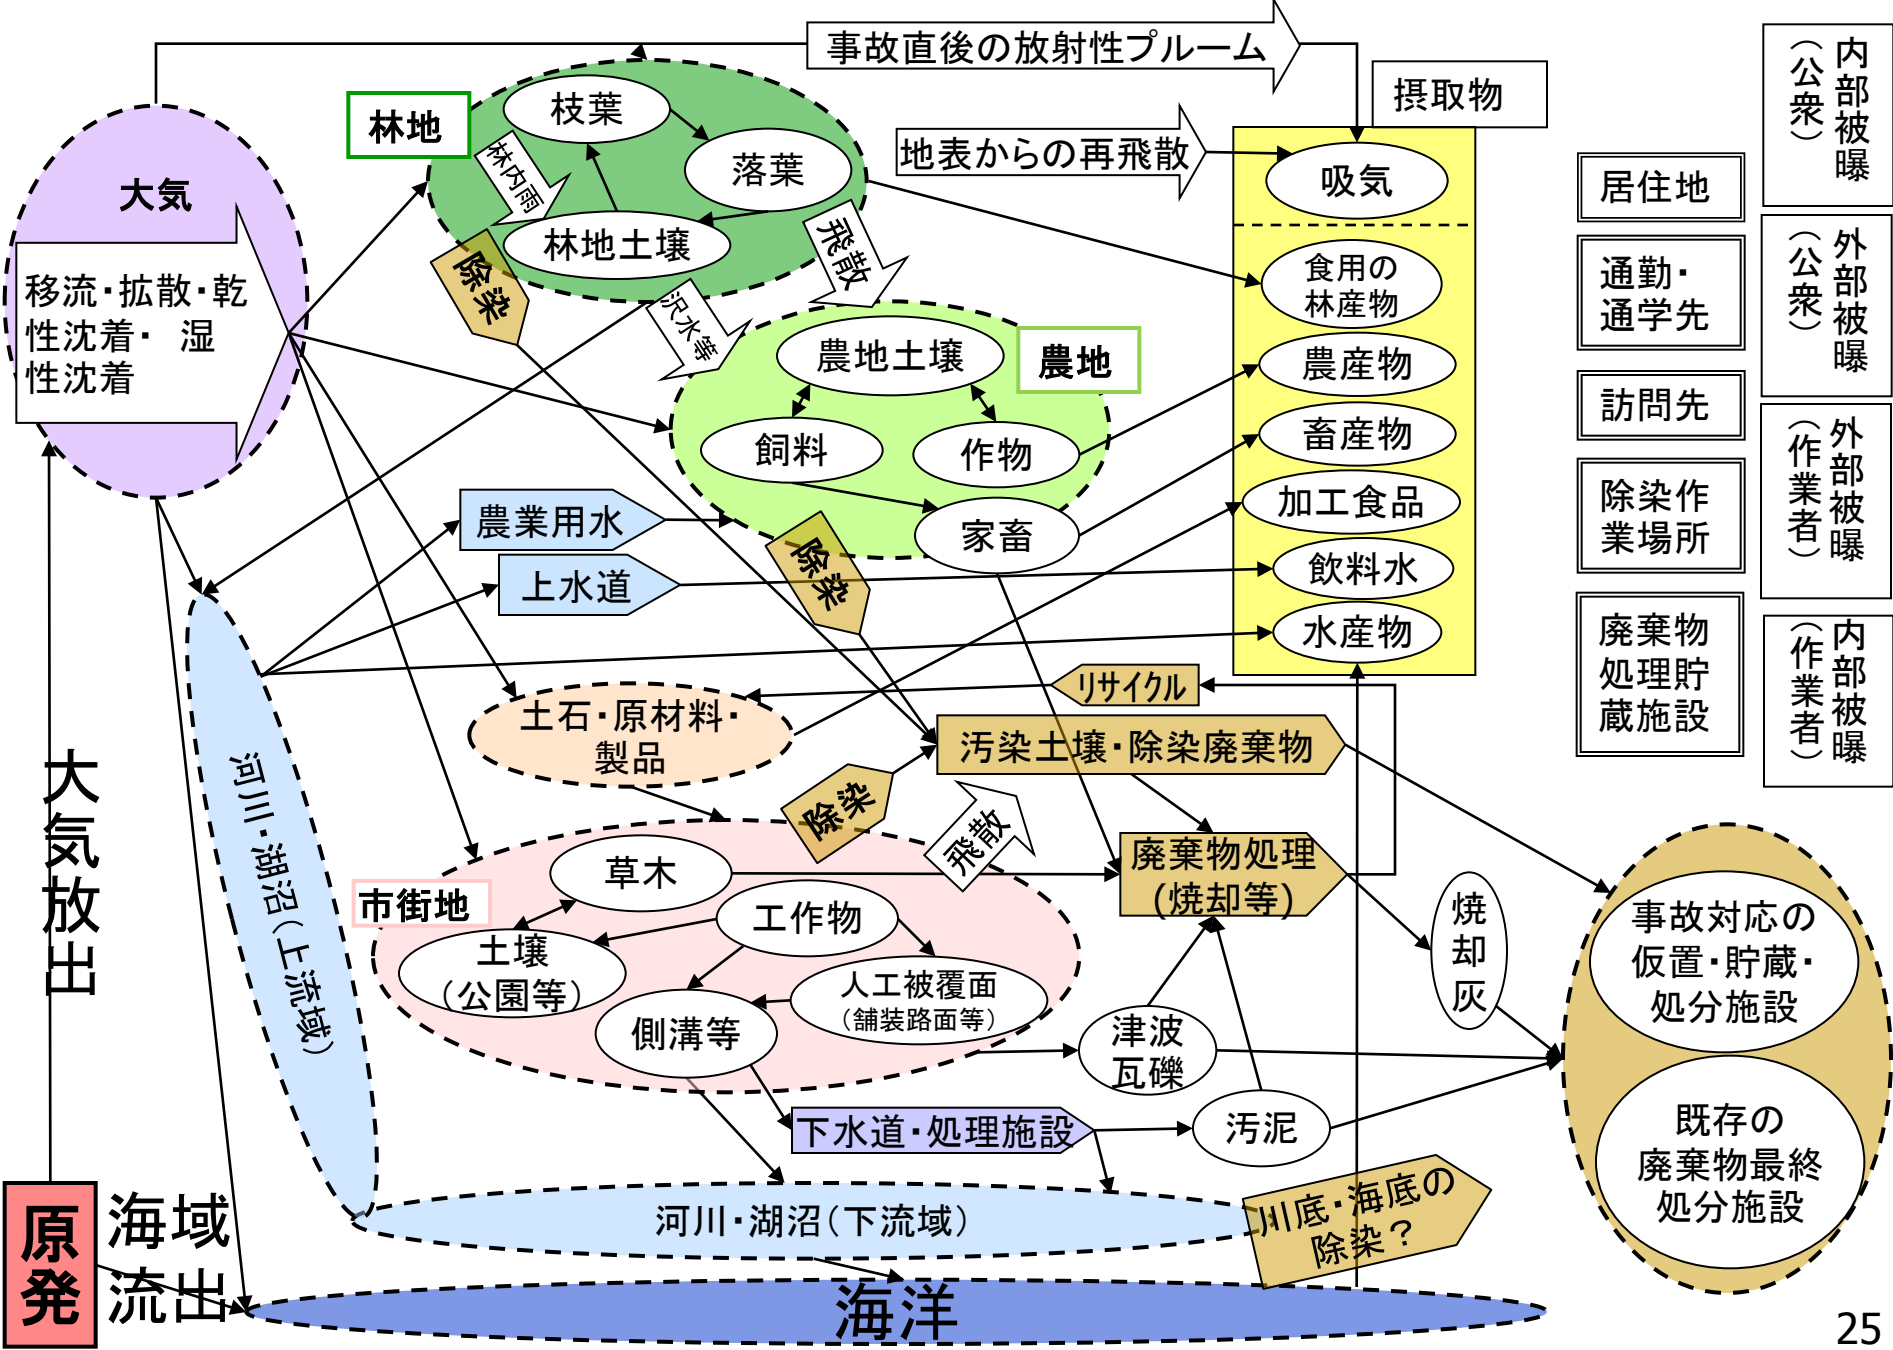 事故直後の放射性プルーム
摂取物
地表からの再飛散
吸気
食用の
林産物
農産物
畜産物
加工食品
飲料水
水産物
林地
枝葉
落葉
林内雨
林地土壌
除染
飛散
沢水等
大気
移流・拡散・乾
性沈着・ 湿
性沈着
農地
農地土壌
飼料
作物
家畜
農業用水
上水道
除染
リサイクル
土石・原材料・
製品
汚染土壌・除染廃棄物
除染
飛散
廃棄物処理
(焼却等)
市街地
草木
工作物
土壌
（公園等）
人工被覆面
（舗装路面等）
側溝等
津波
瓦礫
汚泥
下水道・処理施設
焼
却
灰
河川・湖沼（上流域）
河川・湖沼（下流域）
川底・海底の
除染？
海洋
大気放出
原発
海域
流出
居住地
通勤・
通学先
訪問先
除染作
業場所
廃棄物
処理貯
蔵施設
内部被曝
（公衆）
外部被曝
（公衆）
外部被曝
（作業者）
内部被曝
（作業者）
事故対応の
仮置・貯蔵・
処分施設
既存の
廃棄物最終
処分施設
25